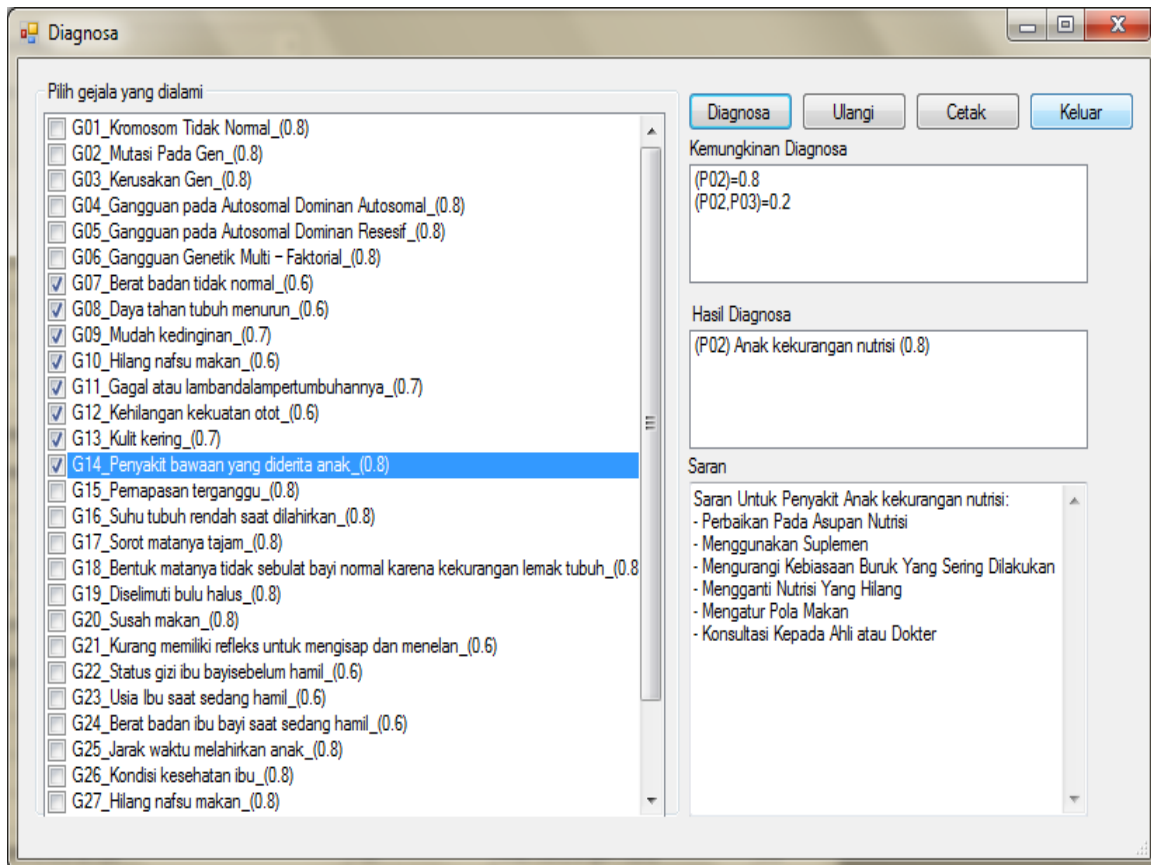 Diagnosa
Pilih gejala yang dialami
G01_Kromosom Tidak Normal_(0.8)
G02_Mutasi Pada Gen_(0.8)
G03_Kerusakan Gen_(0.8)
G04_Gangguan pada Autosomal Dominan Autosomal_(0.8)
G05_Gangguan pada Autosomal Dominan Resesif_(0.8)
G06_Gangguan Genetik Multi - Faktorial_(0.8)
G07_Berat badan tidak normal_(0.6)
G08_Daya tahan tubuh menurun_(0.6)
G09_Mudah kedinginan_(0.7)
G10_Hilang nafsu makan_(0.6)
G11_Gagal atau lambandalampertumbuhannya_(0.7)
G12_Kehilangan kekuatan otot_(0.6)
G13_Kulit kering_(0.7)
G14_Penyakit bawaan yang diderita anak_(0.8)
G15_Pernapasan terganggu_(0.8)
G16_Suhu tubuh rendah saat dilahirkan_(0.8)
G17_Sorot matanya tajam_(0.8)
G18_Bentuk matanya tidak sebulat bayi normal karena kekurangan lemak tubuh_(0.8
G19_Diselimuti bulu halus_(0.8)
G20_Susah makan_(0.8)
G21_Kurang memiliki refleks untuk mengisap dan menelan_(0.6)
G22_Status gizi ibu bayisebelum hamil_(0.6)
G23_Usia Ibu saat sedang hamil_(0.6)
G24_Berat badan ibu bayi saat sedang hamil_(0.6)
G25_Jarak waktu melahirkan anak_(0.8)
G26_Kondisi kesehatan ibu_(0.8)
G27_Hilang nafsu makan_(0.8)
Diagnosa Ulangi Cetak Keluar
Kemungkinan Diagnosa
(P02)=0.8
(P02,P03)=0.2
Hasil Diagnosa
(P02) Anak kekurangan nutrisi (0.8)
Saran
Saran Untuk Penyakit Anak kekurangan nutrisi:
- Perbaikan Pada Asupan Nutrisi
- Menggunakan Suplemen
- Mengurangi Kebiasaan Buruk Yang Sering Dilakukan
- Mengganti Nutrisi Yang Hilang
- Mengatur Pola Makan
- Konsultasi Kepada Ahli atau Dokter